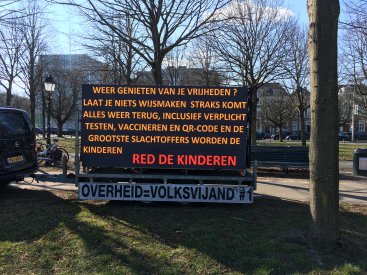 WEER GENIETEN VAN JE VRIJHEDEN ?
LAAT JE NIETS WIJSMAKEN STRAKS KOMT
ALLES WEER TERUG, INCLUSIEF VERPLICHT
TESTEN, VACCINEREN EN QR-CODE EN DE
GROOTSTE SLACHTOFFERS WORDEN DE
KINDEREN
RED DE KINDEREN
OVERHEID=VOLKSVIJAND #1